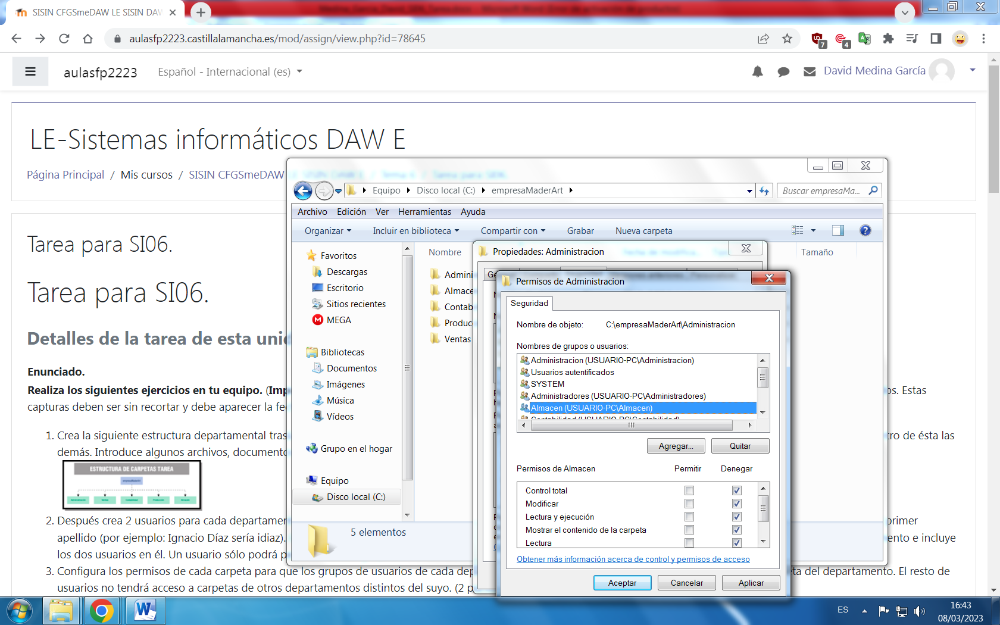 SISIN CFGSmeDAW LE SISIN DAW
aulasfp2223.castillalamancha.es/mod/assign/view.php?id=78645
7
4
aulasfp2223
Español - Internacional (es)
David Medina García
LE-Sistemas informáticos DAW E
Página Principal / Mis cursos / SISIN CFGSmeDAW
Tarea para SI06.
Tarea para SI06.
Detalles de la tarea de esta unid
Enunciado.
Realiza los siguientes ejercicios en tu equipo. (Imp
os. Estas
capturas deben ser sin recortar y debe aparecer la fec
1. Crea la siguiente estructura departamental tras
tro de ésta las
demás. Introduce algunos archivos, documento
ESTRUCTURA DE CARPETAS TAREA
2. Después crea 2 usuarios para cada departamen
primer
apellido (por ejemplo: Ignacio Díaz sería idiaz).
ento e incluye
los dos usuarios en él. Un usuario sólo podrá p
3. Configura los permisos de cada carpeta para que los grupos de usuarios de cada dep
ta del departamento. El resto de
usuarios no tendrá acceso a carpetas de otros departamentos distintos del suyo. (2 p
Equipo
Disco local (C:)
empresaMaderArt
Buscar empresaMa...
Archivo
Edición
Ver
Herramientas
Ayuda
Organizar
Incluir en biblioteca
Compartir con
Grabar
Nueva carpeta
Favoritos
Descargas
Escritorio
Sitios recientes
MEGA
Bibliotecas
Documentos
Imágenes
Música
Vídeos
Grupo en el hogar
Equipo
Disco local (C:)
Nombre
Tamaño
Admini
Almace
Contab
Produc
Ventas
5 elementos
Propiedades: Administracion
Ge
Permisos de Administracion
Seguridad
Nombre de objeto: C:\empresaMaderArt\Administracion
Nombres de grupos o usuarios:
Administracion (USUARIO-PC\Administracion)
Usuarios autentificados
SYSTEM
Administradores (USUARIO-PC\Administradores)
Almacen (USUARIO-PC\Almacen)
Contabilidad (USUARIO-PC\Contabilidad)
Agregar...
Quitar
Permisos de Almacen
Permitir
Denegar
Control total
Modificar
Lectura y ejecución
Mostrar el contenido de la carpeta
Lectura
Obtener más información acerca de control y permisos de acceso
Aceptar
Cancelar
Aplicar
ES
16:43
08/03/2023